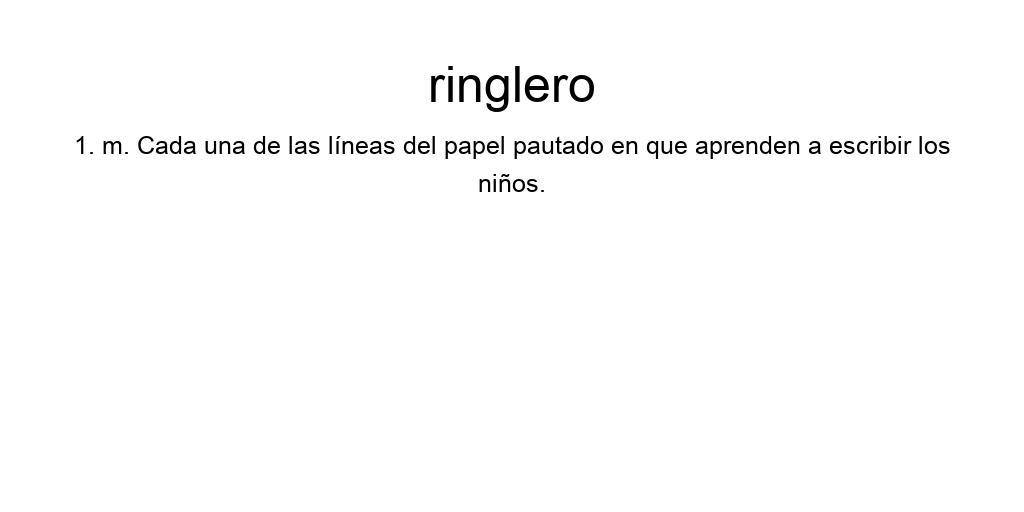 ringlero
1. m. Cada una de las líneas del papel pautado en que aprenden a escribir los
niños.